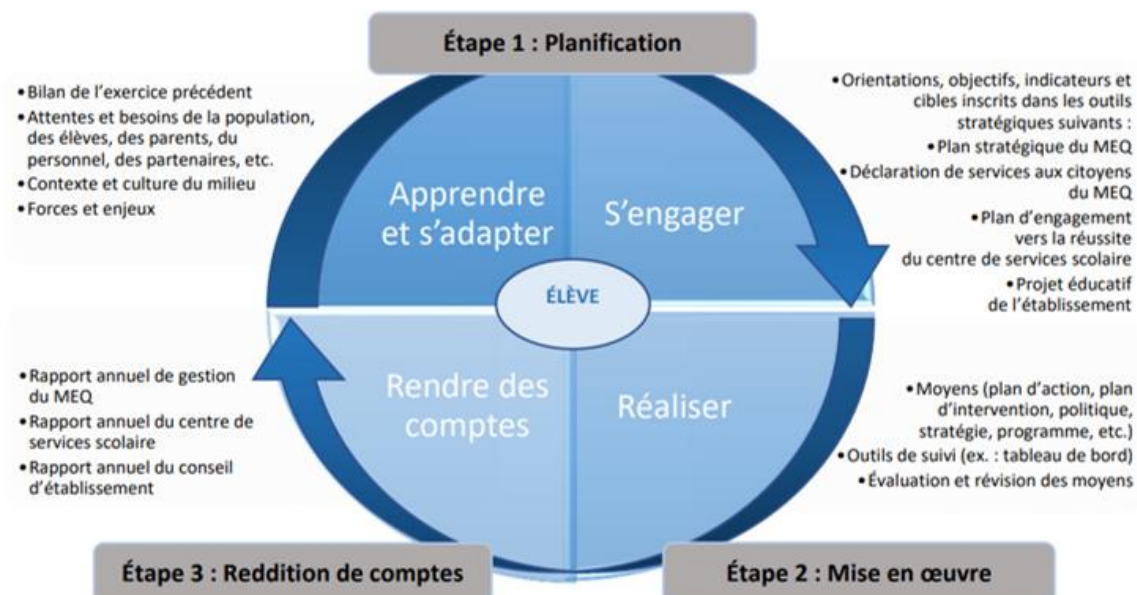 Étape 1 : Planification
•Bilan de l’exercice précédent
•Attentes et besoins de la population,
des élèves, des parents, du
personnel, des partenaires, etc.
•Contexte et culture du milieu
•Forces et enjeux
Apprendre
et s’adapter
S’engager
•Orientations, objectifs, indicateurs et
cibles inscrits dans les outils
stratégiques suivants :
•Plan stratégique du MEQ
•Déclaration de services aux citoyens
du MEQ
•Plan d’engagement
vers la réussite
du centre de services scolaire
•Projet éducatif
de l’établissement
ÉLÈVE
•Rapport annuel de gestion
du MEQ
•Rapport annuel du centre de
services scolaire
•Rapport annuel du conseil
d’établissement
Rendre des
comptes
Réaliser
•Moyens (plan d’action, plan
d’intervention, politique,
stratégie, programme, etc.)
•Outils de suivi (ex. : tableau de bord)
•Évaluation et révision des moyens
Étape 3 : Reddition de comptes
Étape 2 : Mise en œuvre